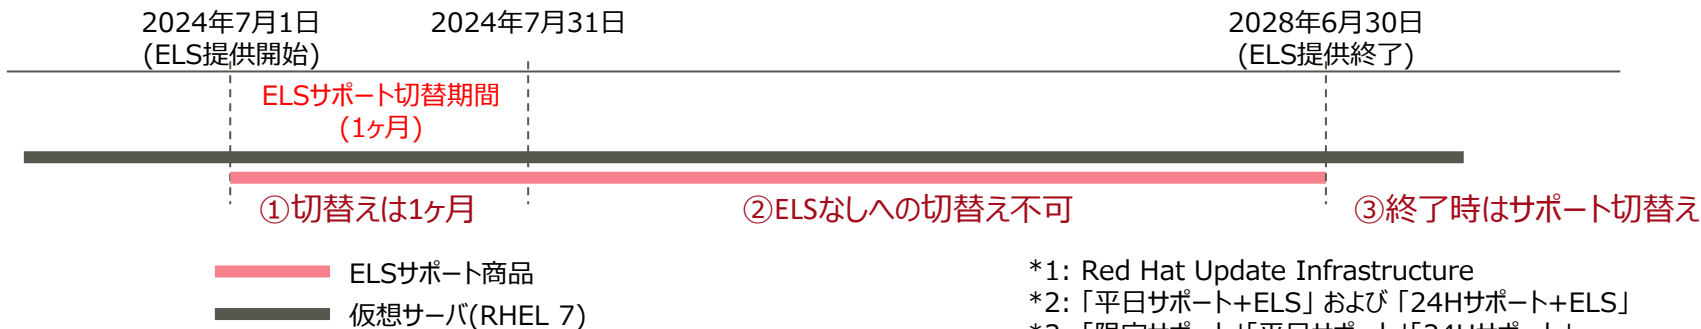 2024年7月1日
(ELS提供開始)
2024年7月31日
2028年6月30日
(ELS提供終了)
ELSサポート切替期間
(1ヶ月)
①切替えは1ヶ月
②ELSなしへの切替え不可
③終了時はサポート切替え
ELSサポート商品
仮想サーバ(RHEL 7)
*1: Red Hat Update Infrastructure
*2: 「平日サポート+ELS」 および 「24Hサポート+ELS」